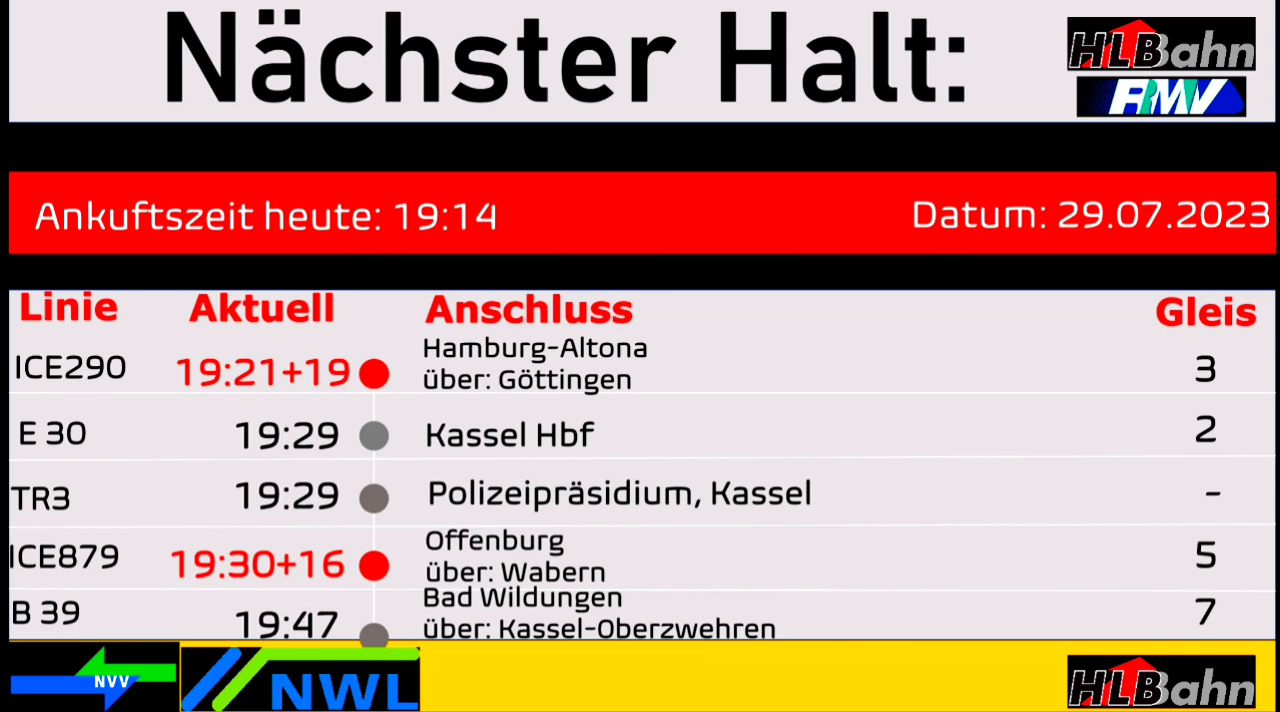 Nächster Halt:
HLBahn
RMV
Ankuftszeit heute: 19:14
Datum: 29.07.2023
Linie Aktuell Anschluss Gleis
ICE290 19:21+19 Hamburg-Altona 3
über: Göttingen
E 30 19:29 Kassel Hbf 2
TR3 19:29 Polizeipräsidium, Kassel -
ICE879 19:30+16 Offenburg 5
über: Wabern
B 39 19:47 Bad Wildungen 7
über: Kassel-Oberzwehren
NVV
NWL
HLBahn